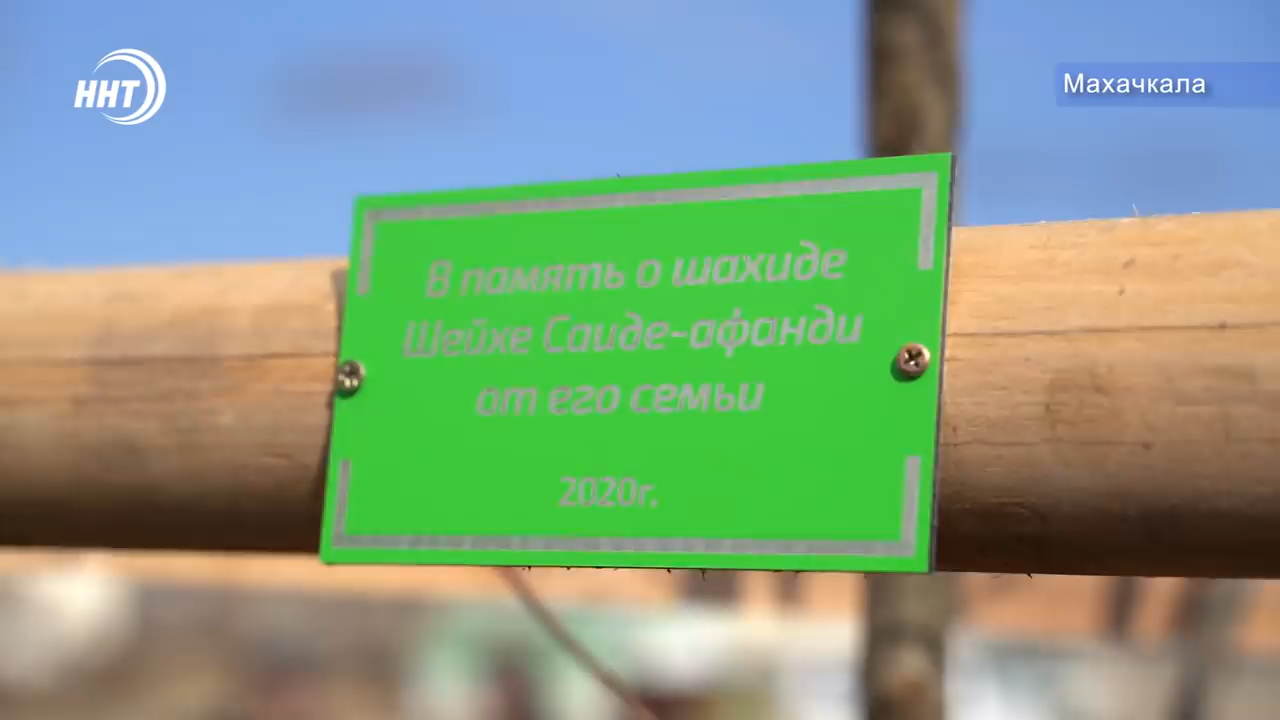 ННТ
Махачкала
В память о шахиде
Шейхе Саиде-афанди
от его семьи
2020г.